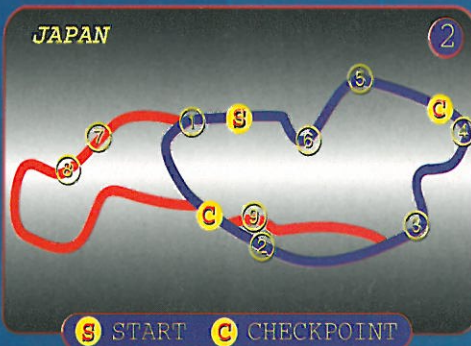 JAPAN 2
5
C
1 S 4
7 6
8
C 9 3
2
S START C CHECKPOINT